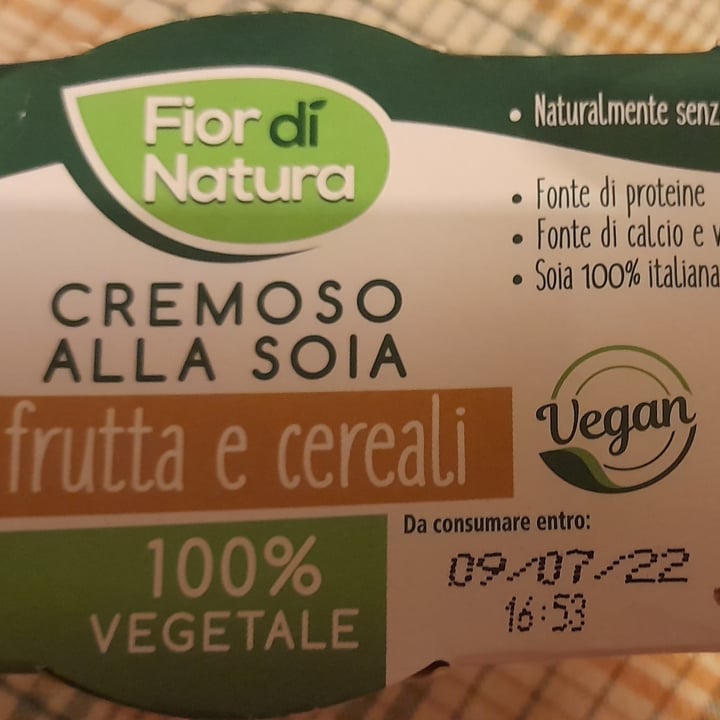 Fior di
Natura
CREMOSO
ALLA SOIA
frutta e cereali
100%
VEGETALE
• Naturalmente
• Fonte di proteine
• Fonte di calcio e
• Soia 100% italiana
Vegan
Da consumare entro:
09/07/22
16:53